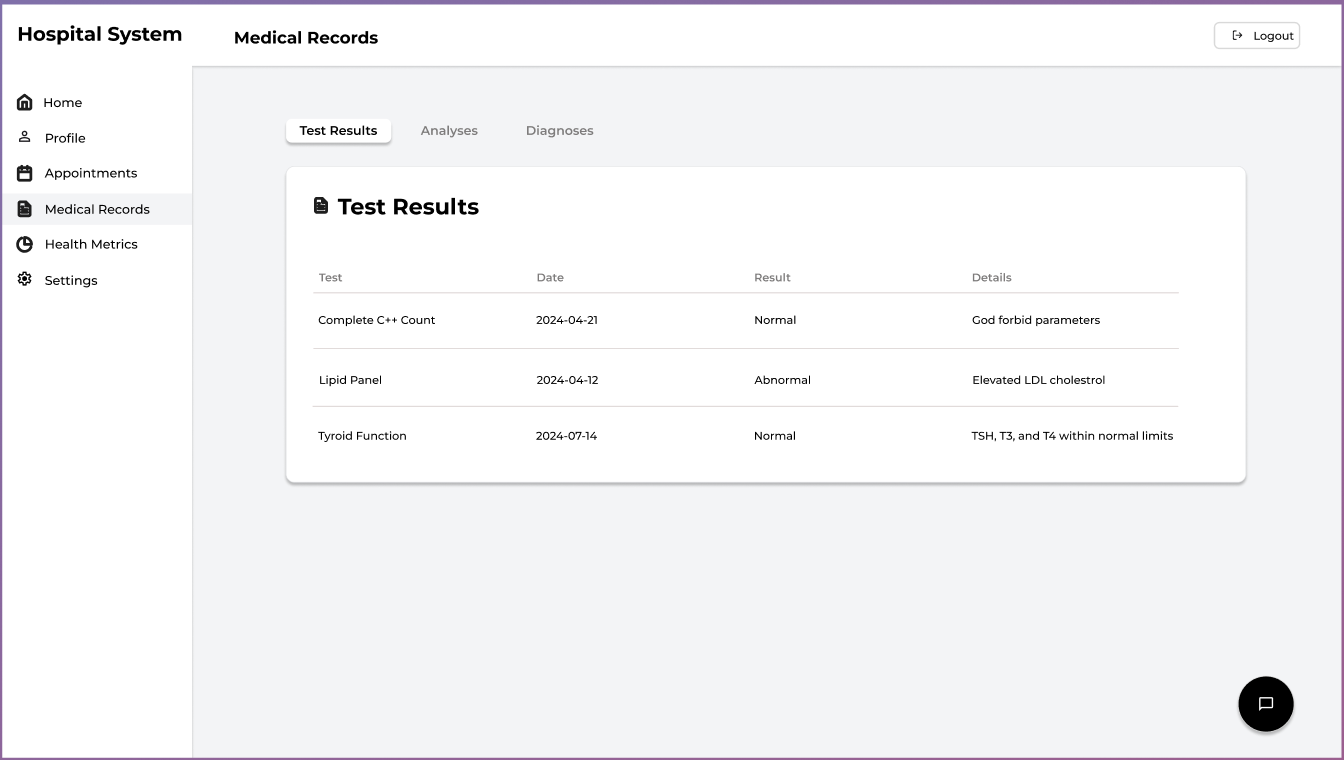 Hospital System
Medical Records
Logout
Home
Profile
Appointments
Medical Records
Health Metrics
Settings
Test Results
Analyses
Diagnoses
Test Results
Test Date Result Details
Complete C++ Count 2024-04-21 Normal God forbid parameters
Lipid Panel 2024-04-12 Abnormal Elevated LDL cholestrol
Tyroid Function 2024-07-14 Normal TSH, T3, and T4 within normal limits